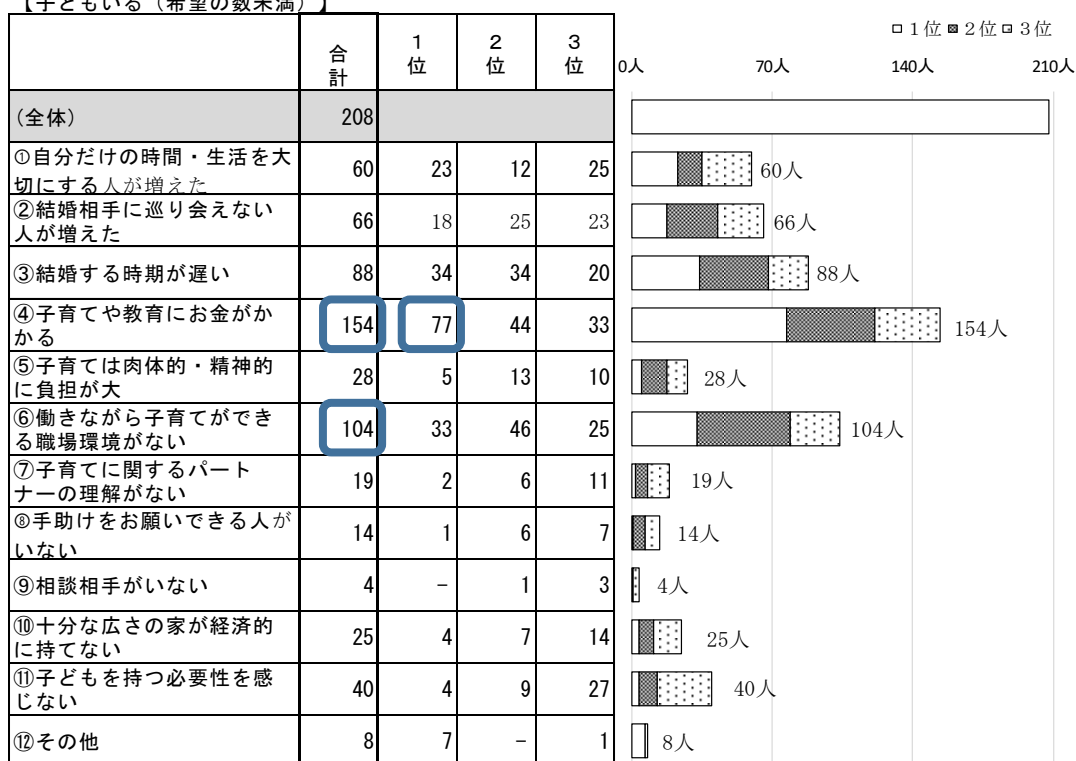 【子どもいる（希望の数未満）】
□1位 ■2位 □3位
合計 1位 2位 3位 0人 70人 140人 210人
(全体) 208
①自分だけの時間・生活を大
切にする人が増えた
60 23 12 25 60人
②結婚相手に巡り会えない
人が増えた
66 18 25 23 66人
③結婚する時期が遅い 88 34 34 20 88人
④子育てや教育にお金がか
かる
154 77 44 33 154人
⑤子育ては肉体的・精神的
に負担が大
28 5 13 10 28人
⑥働きながら子育てができ
る職場環境がない
104 33 46 25 104人
⑦子育てに関するパート
ナーの理解がない
19 2 6 11 19人
⑧手助けをお願いできる人が
いない
14 1 6 7 14人
⑨相談相手がいない 4 − 1 3 4人
⑩十分な広さの家が経済的
に持てない
25 4 7 14 25人
⑪子どもを持つ必要性を感
じない
40 4 9 27 40人
⑫その他 8 7 − 1 8人